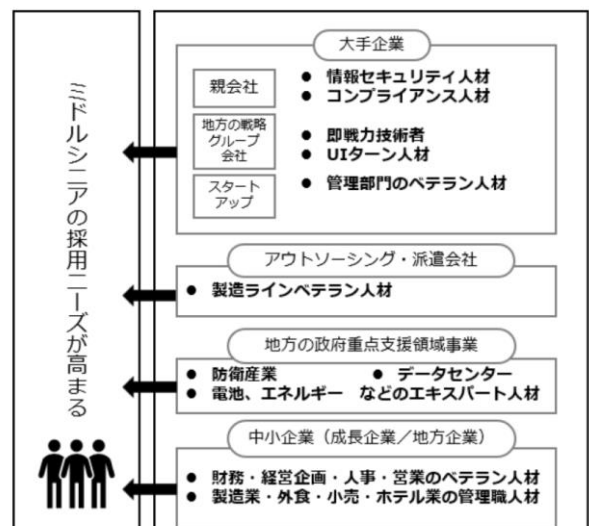 ミドルシニアの採用ニーズが高まる
大手企業
親会社
● 情報セキュリティ人材
● コンプライアンス人材
地方の戦略
グループ
会社
● 即戦力技術者
● UIターン人材
スタート
アップ
● 管理部門のベテラン人材
アウトソーシング・派遣会社
● 製造ラインベテラン人材
地方の政府重点支援領域事業
● 防衛産業 ● データセンター
● 電池、エネルギー などのエキスパート人材
中小企業（成長企業／地方企業）
● 財務・経営企画・人事・営業のベテラン人材
● 製造業・外食・小売・ホテル業の管理職人材